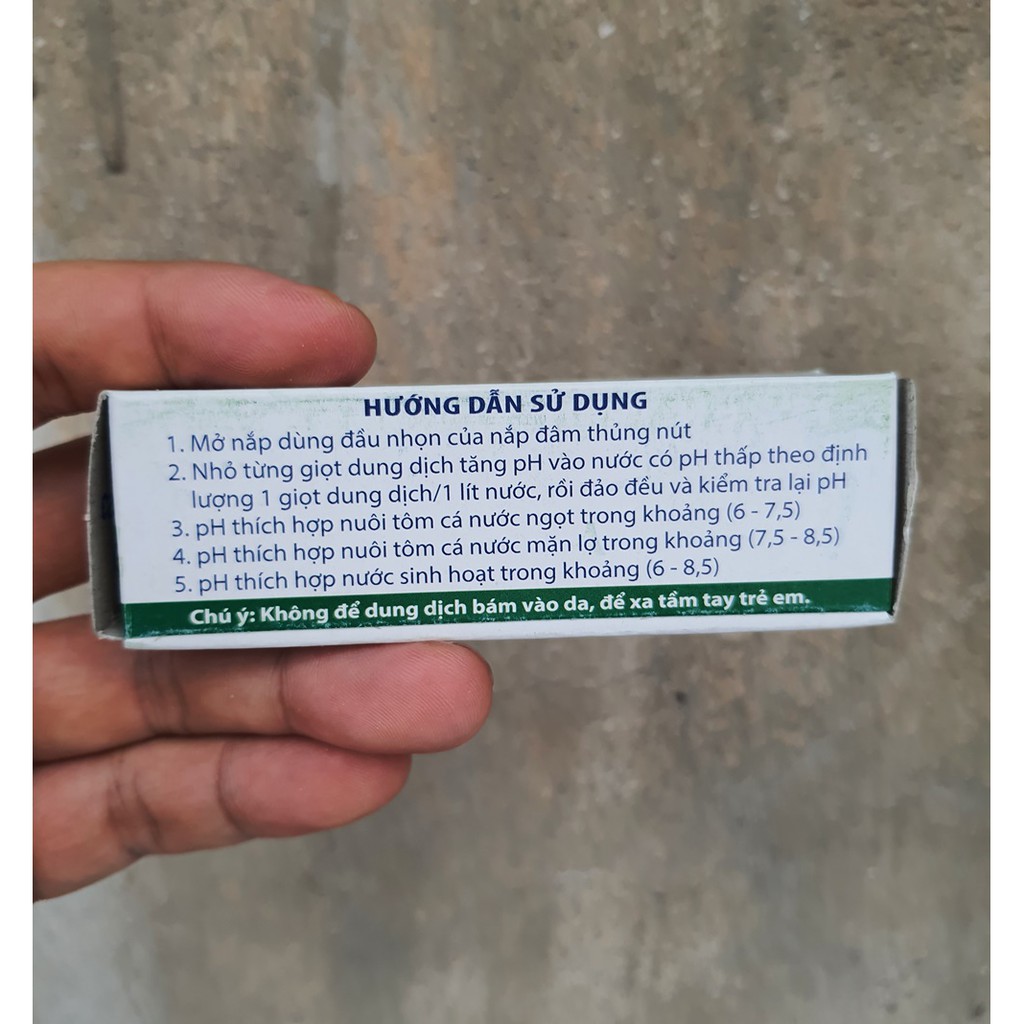 HƯỚNG DẪN SỬ DỤNG
1. Mở nắp dùng đầu nhọn của nắp đâm thủng nút
2. Nhỏ từng giọt dung dịch tăng pH vào nước có pH thấp theo định
lượng 1 giọt dung dịch/1 lít nước, rồi đảo đều và kiểm tra lại pH
3. pH thích hợp nuôi tôm cá nước ngọt trong khoảng (6 - 7,5)
4. pH thích hợp nuôi tôm cá nước mặn lợ trong khoảng (7,5 - 8,5)
5. pH thích hợp nước sinh hoạt trong khoảng (6 - 8,5)
Chú ý: Không để dung dịch bám vào da, để xa tầm tay trẻ em.